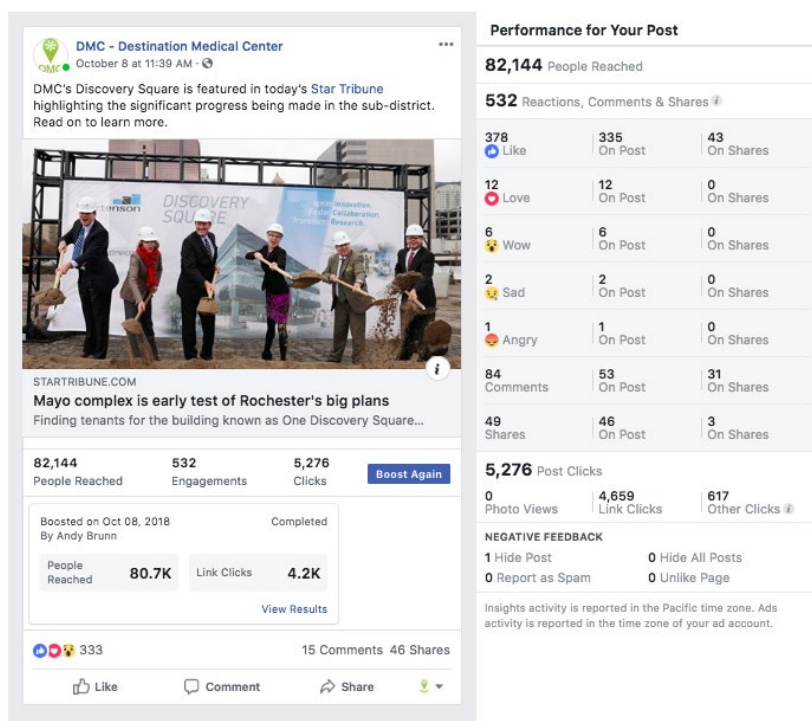 DMC - Destination Medical Center
October 8 at 11:39 AM ·
DMC
DMC's Discovery Square is featured in today's Star Tribune
highlighting the significant progress being made in the sub-district.
Read on to learn more.
DISCOVERY
SQUARE
Collaboration.
Research.
STARTRIBUNE.COM
Mayo complex is early test of Rochester's big plans
Finding tenants for the building known as One Discovery Square...
82,144 532 5,276
People Reached Engagements Clicks
Boost Again
Boosted on Oct 08, 2018 Completed
By Andy Brunn
People
Reached 80.7K Link Clicks 4.2K
View Results
333 15 Comments 46 Shares
Like Comment Share
Performance for Your Post
82,144 People Reached
532 Reactions, Comments & Shares
378 335 43
Like On Post On Shares
12 12 0
Love On Post On Shares
6 6 0
Wow On Post On Shares
2 2 0
Sad On Post On Shares
1 1 0
Angry On Post On Shares
84 53 31
Comments On Post On Shares
49 46 3
Shares On Post On Shares
5,276 Post Clicks
0 4,659 617
Photo Views Link Clicks Other Clicks
NEGATIVE FEEDBACK
1 Hide Post 0 Hide All Posts
0 Report as Spam 0 Unlike Page
Insights activity is reported in the Pacific time zone. Ads
activity is reported in the time zone of your ad account.